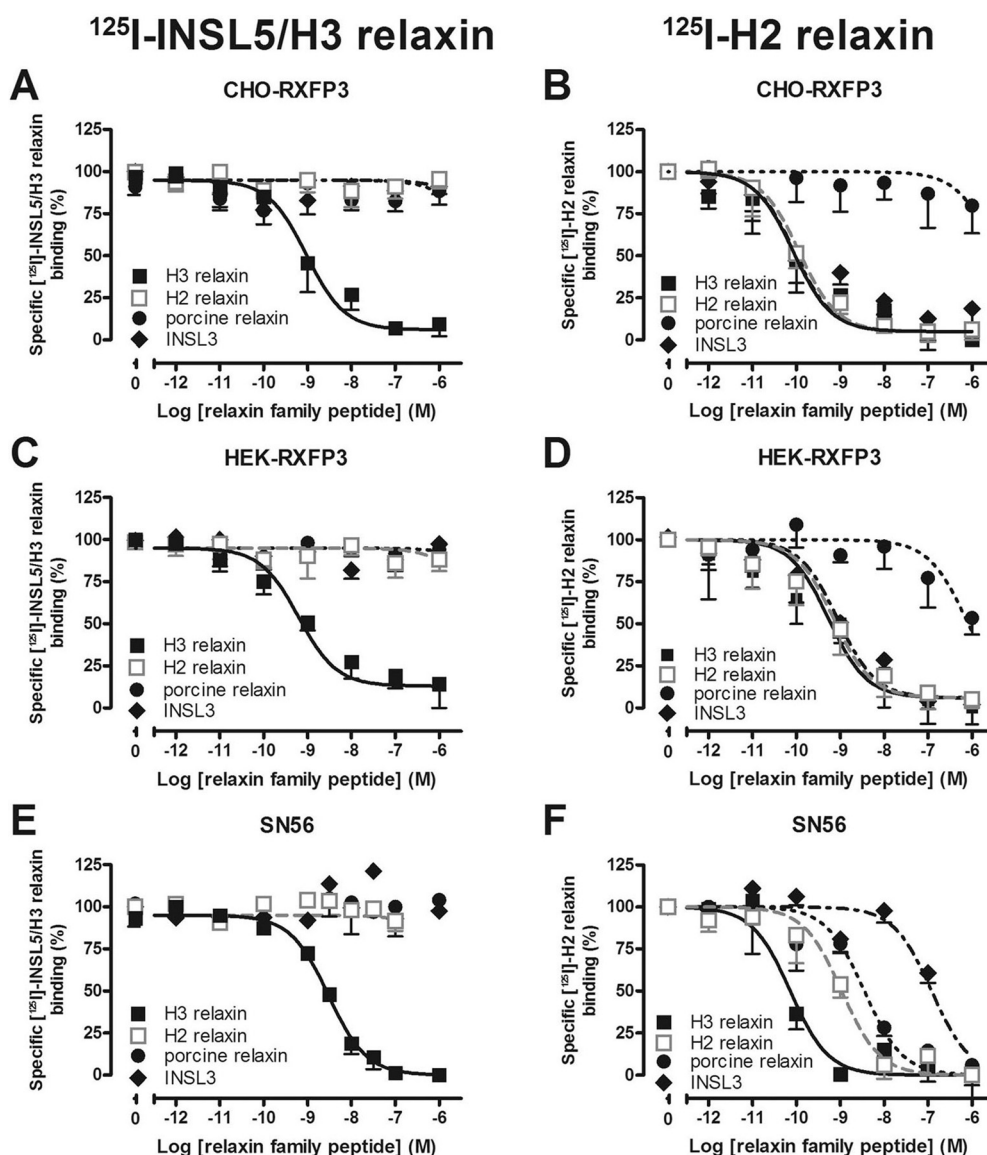 ¹²⁵I-INSL5/H3 relaxin
¹²⁵I-H2 relaxin
A
CHO-RXFP3
Specific [¹²⁵I]-INSL5/H3 relaxin
binding (%)
125
100
75
50
25
0
H3 relaxin
H2 relaxin
porcine relaxin
INSL3
0 -12 -11 -10 -9 -8 -7 -6
Log [relaxin family peptide] (M)
B
CHO-RXFP3
Specific [¹²⁵I]-H2 relaxin
binding (%)
125
100
75
50
25
0
H3 relaxin
H2 relaxin
porcine relaxin
INSL3
0 -12 -11 -10 -9 -8 -7 -6
Log [relaxin family peptide] (M)
C
HEK-RXFP3
Specific [¹²⁵I]-INSL5/H3 relaxin
binding (%)
125
100
75
50
25
0
H3 relaxin
H2 relaxin
porcine relaxin
INSL3
0 -12 -11 -10 -9 -8 -7 -6
Log [relaxin family peptide] (M)
D
HEK-RXFP3
Specific [¹²⁵I]-H2 relaxin
binding (%)
125
100
75
50
25
0
H3 relaxin
H2 relaxin
porcine relaxin
INSL3
0 -12 -11 -10 -9 -8 -7 -6
Log [relaxin family peptide] (M)
E
SN56
Specific [¹²⁵I]-INSL5/H3 relaxin
binding (%)
125
100
75
50
25
0
H3 relaxin
H2 relaxin
porcine relaxin
INSL3
0 -12 -11 -10 -9 -8 -7 -6
Log [relaxin family peptide] (M)
F
SN56
Specific [¹²⁵I]-H2 relaxin
binding (%)
125
100
75
50
25
0
H3 relaxin
H2 relaxin
porcine relaxin
INSL3
0 -12 -11 -10 -9 -8 -7 -6
Log [relaxin family peptide] (M)